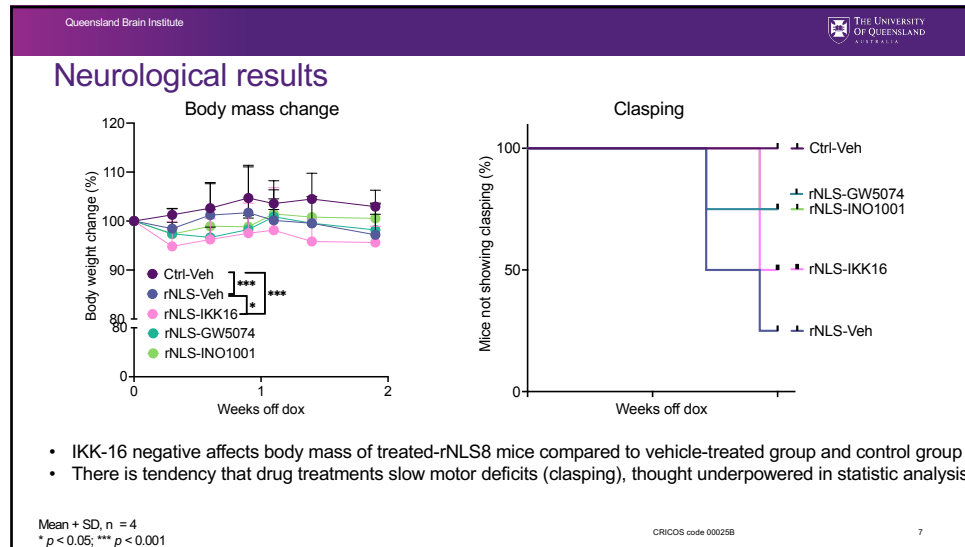 Queensland Brain Institute
THE UNIVERSITY
OF QUEENSLAND
AUSTRALIA
Neurological results
Body mass change
120
110
100
90
80
80
0
Body weight change (%)
Ctrl-Veh
rNLS-Veh
rNLS-IKK16
rNLS-GW5074
rNLS-INO1001
***
*
***
0
1
2
Weeks off dox
Clasping
100
50
0
Mice not showing clasping (%)
Ctrl-Veh
rNLS-GW5074
rNLS-INO1001
rNLS-IKK16
rNLS-Veh
Weeks off dox
• IKK-16 negative affects body mass of treated-rNLS8 mice compared to vehicle-treated group and control group
• There is tendency that drug treatments slow motor deficits (clasping), thought underpowered in statistic analysis
Mean + SD, n = 4
* p < 0.05; *** p < 0.001
CRICOS code 00025B
7